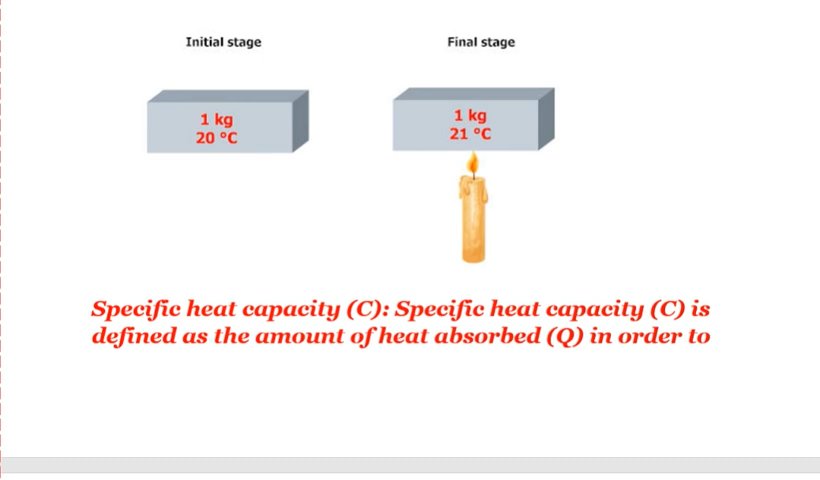 Initial stage
Final stage
1 kg
20 °C
1 kg
21 °C
Specific heat capacity (C): Specific heat capacity (C) is
defined as the amount of heat absorbed (Q) in order to